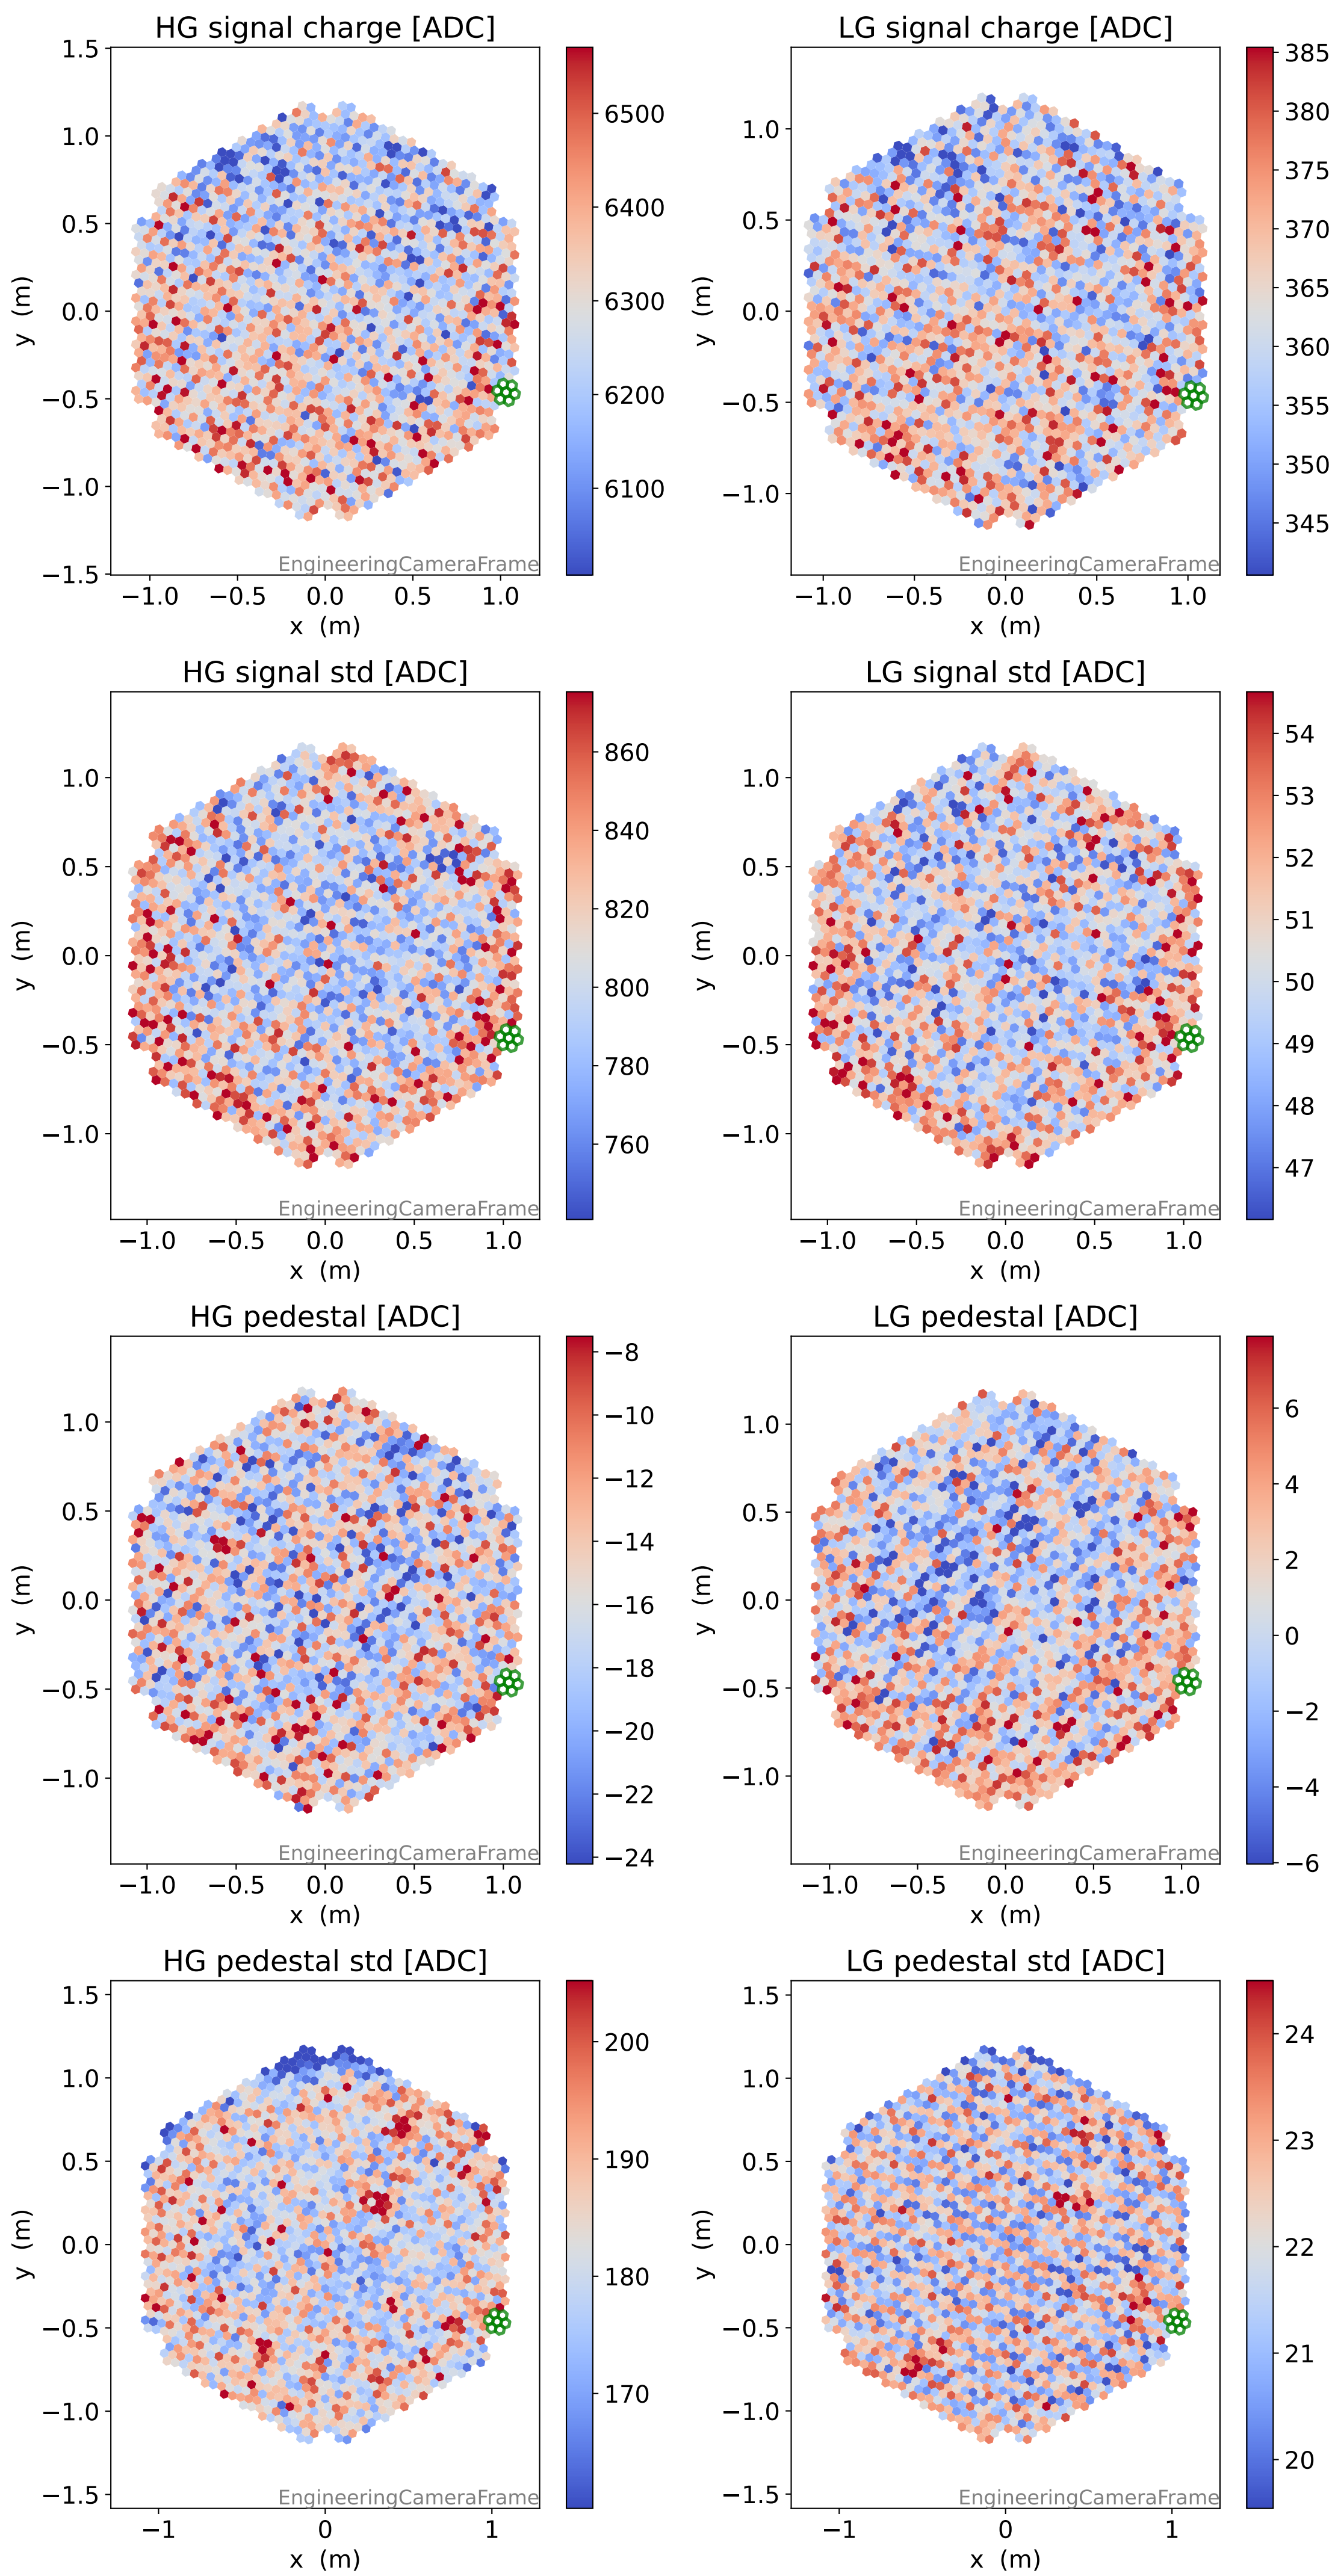 HG signal charge [ADC]
1.5
1.0
0.5
0.0
−0.5
−1.0
−1.5
y (m)
−1.0 −0.5 0.0 0.5 1.0
x (m)
EngineeringCameraFrame
6500
6400
6300
6200
6100
LG signal charge [ADC]
1.0
0.5
0.0
−0.5
−1.0
y (m)
−1.0 −0.5 0.0 0.5 1.0
x (m)
EngineeringCameraFrame
385
380
375
370
365
360
355
350
345
HG signal std [ADC]
1.0
0.5
0.0
−0.5
−1.0
y (m)
−1.0 −0.5 0.0 0.5 1.0
x (m)
EngineeringCameraFrame
860
840
820
800
780
760
LG signal std [ADC]
1.0
0.5
0.0
−0.5
−1.0
y (m)
−1.0 −0.5 0.0 0.5 1.0
x (m)
EngineeringCameraFrame
54
53
52
51
50
49
48
47
HG pedestal [ADC]
1.0
0.5
0.0
−0.5
−1.0
y (m)
−1.0 −0.5 0.0 0.5 1.0
x (m)
EngineeringCameraFrame
−8
−10
−12
−14
−16
−18
−20
−22
−24
LG pedestal [ADC]
1.0
0.5
0.0
−0.5
−1.0
y (m)
−1.0 −0.5 0.0 0.5 1.0
x (m)
EngineeringCameraFrame
6
4
2
0
−2
−4
−6
HG pedestal std [ADC]
1.5
1.0
0.5
0.0
−0.5
−1.0
−1.5
y (m)
−1 0 1
x (m)
EngineeringCameraFrame
200
190
180
170
LG pedestal std [ADC]
1.5
1.0
0.5
0.0
−0.5
−1.0
−1.5
y (m)
−1 0 1
x (m)
EngineeringCameraFrame
24
23
22
21
20